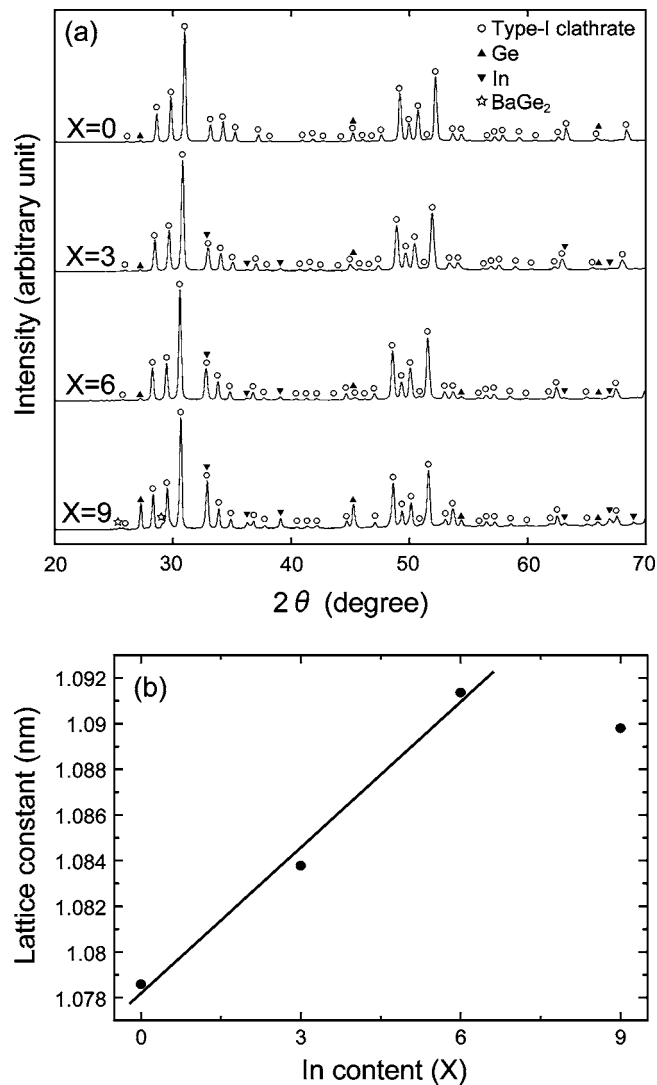 (a)
○ Type-I clathrate
▲ Ge
▼ In
☆ BaGe₂
X=0
X=3
X=6
X=9
Intensity (arbitrary unit)
20 30 40 50 60 70
2θ (degree)
(b)
1.092
1.09
1.088
1.086
1.084
1.082
1.08
1.078
Lattice constant (nm)
0 3 6 9
In content (X)